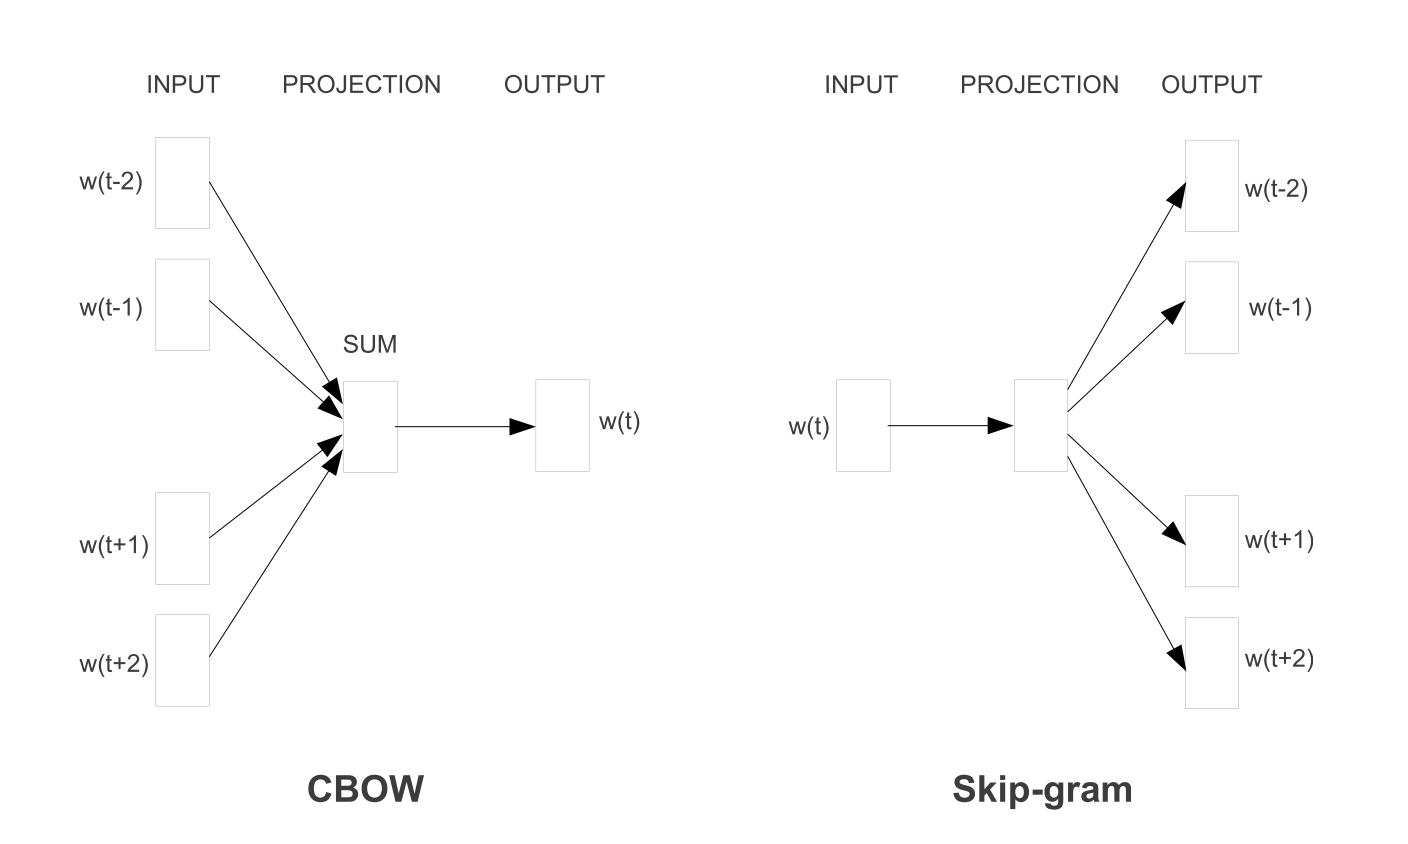 INPUT PROJECTION OUTPUT
w(t-2)
w(t-1)
SUM
w(t)
w(t+1)
w(t+2)
CBOW
INPUT PROJECTION OUTPUT
w(t-2)
w(t-1)
w(t)
w(t+1)
w(t+2)
Skip-gram